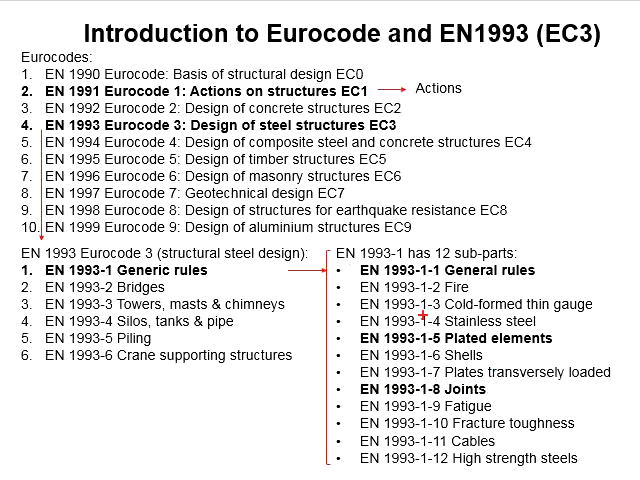 Introduction to Eurocode and EN1993 (EC3)
Eurocodes:
1. EN 1990 Eurocode: Basis of structural design EC0
2. EN 1991 Eurocode 1: Actions on structures EC1 Actions
3. EN 1992 Eurocode 2: Design of concrete structures EC2
4. EN 1993 Eurocode 3: Design of steel structures EC3
5. EN 1994 Eurocode 4: Design of composite steel and concrete structures EC4
6. EN 1995 Eurocode 5: Design of timber structures EC5
7. EN 1996 Eurocode 6: Design of masonry structures EC6
8. EN 1997 Eurocode 7: Geotechnical design EC7
9. EN 1998 Eurocode 8: Design of structures for earthquake resistance EC8
10. EN 1999 Eurocode 9: Design of aluminium structures EC9
EN 1993 Eurocode 3 (structural steel design):
1. EN 1993-1 Generic rules
2. EN 1993-2 Bridges
3. EN 1993-3 Towers, masts & chimneys
4. EN 1993-4 Silos, tanks & pipe
5. EN 1993-5 Piling
6. EN 1993-6 Crane supporting structures
EN 1993-1 has 12 sub-parts:
• EN 1993-1-1 General rules
• EN 1993-1-2 Fire
• EN 1993-1-3 Cold-formed thin gauge
• EN 1993-1-4 Stainless steel
• EN 1993-1-5 Plated elements
• EN 1993-1-6 Shells
• EN 1993-1-7 Plates transversely loaded
• EN 1993-1-8 Joints
• EN 1993-1-9 Fatigue
• EN 1993-1-10 Fracture toughness
• EN 1993-1-11 Cables
• EN 1993-1-12 High strength steels